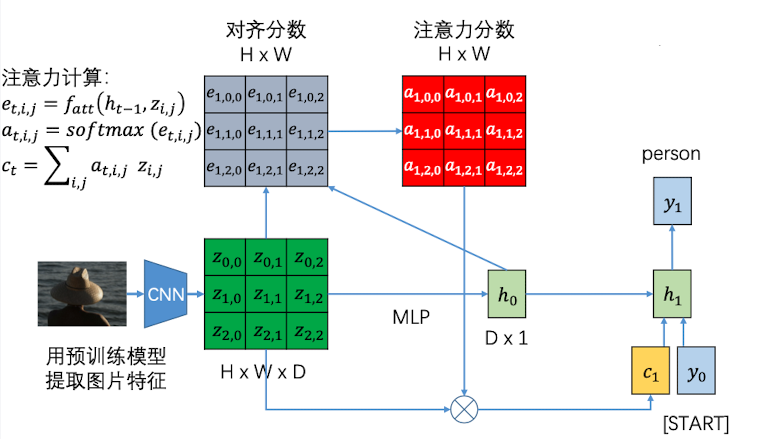 对齐分数
H x W
注意力分数
H x W
注意力计算:
e_{t,i,j} = f_{att}(h_{t−1}, z_{i,j})
a_{t,i,j} = softmax (e_{t,i,j})
c_t = ∑_{i,j} a_{t,i,j} z_{i,j}
e_{1,0,0} e_{1,0,1} e_{1,0,2}
e_{1,1,0} e_{1,1,1} e_{1,1,2}
e_{1,2,0} e_{1,2,1} e_{1,2,2}
a_{1,0,0} a_{1,0,1} a_{1,0,2}
a_{1,1,0} a_{1,1,1} a_{1,1,2}
a_{1,2,0} a_{1,2,1} a_{1,2,2}
person
y_1
CNN
z_{0,0} z_{0,1} z_{0,2}
z_{1,0} z_{1,1} z_{1,2}
z_{2,0} z_{2,1} z_{2,2}
MLP
h_0
D x 1
h_1
用预训练模型
提取图片特征
H x W x D
c_1
y_0
[START]